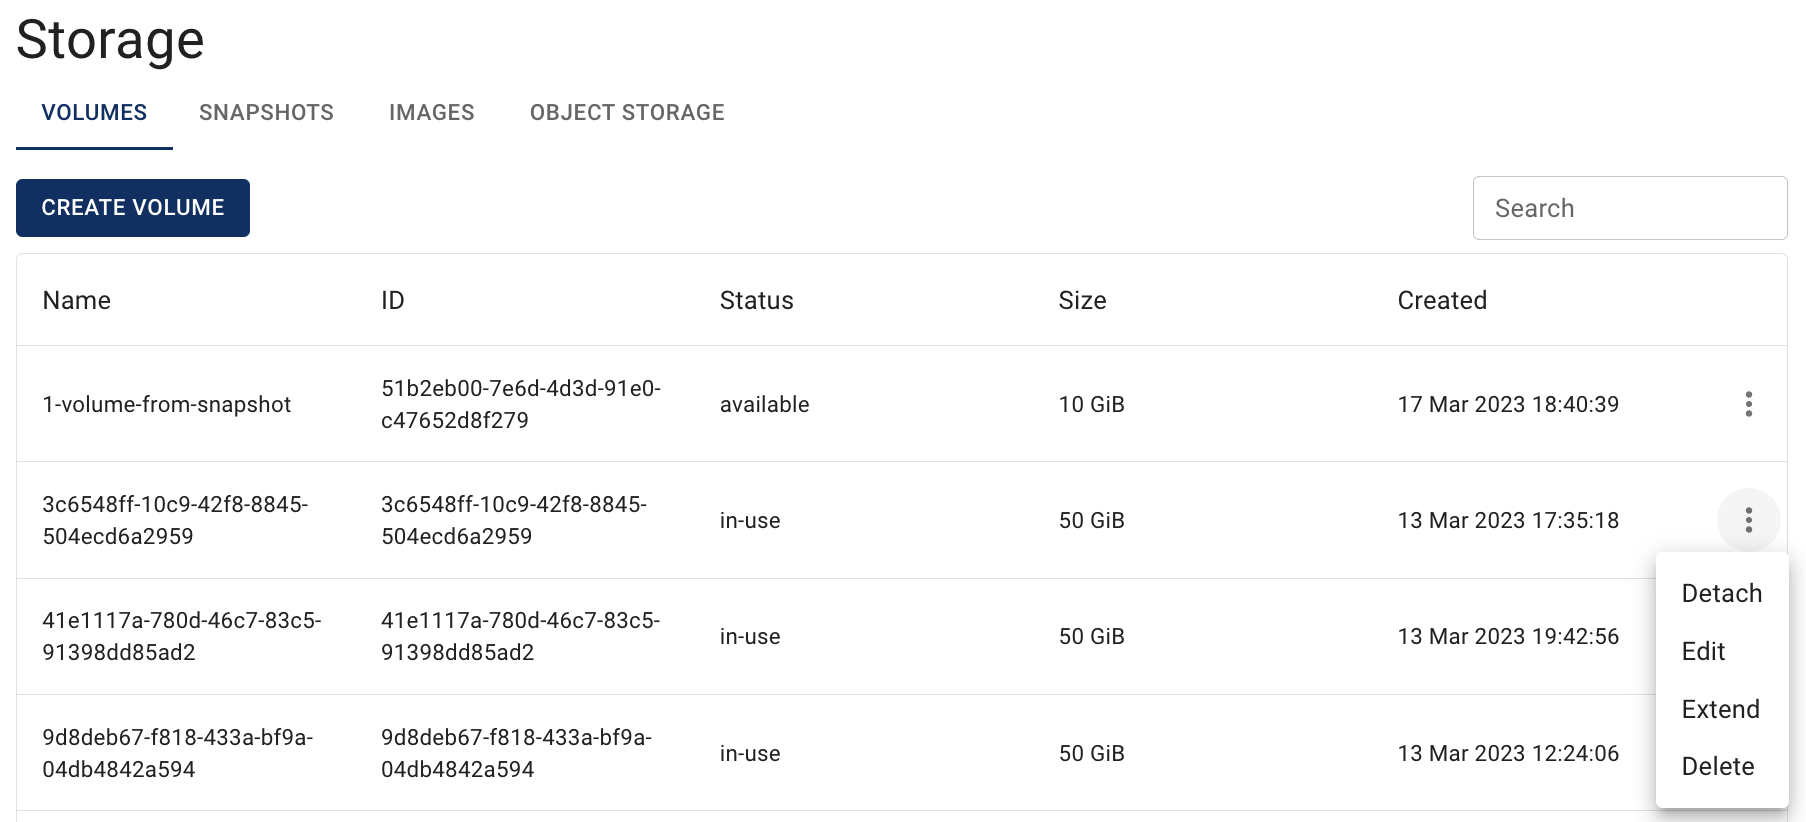 Storage
VOLUMES SNAPSHOTS IMAGES OBJECT STORAGE
CREATE VOLUME Search
Name ID Status Size Created
51b2eb00-7e6d-4d3d-91e0-
1-volume-from-snapshot available 10 GiB 17 Mar 2023 18:40:39
c47652d8f279
3c6548ff-10c9-42f8-8845- 3c6548ff-10c9-42f8-8845-
in-use 50 GiB 13 Mar 2023 17:35:18
504ecd6a2959 504ecd6a2959
Detach
41e1117a-780d-46c7-83c5- 41e1117a-780d-46c7-83c5-
in-use 50 GiB 13 Mar 2023 19:42:56
91398dd85ad2 91398dd85ad2
Edit
Extend
9d8deb67-f818-433a-bf9a- 9d8deb67-f818-433a-bf9a-
in-use 50 GiB 13 Mar 2023 12:24:06
04db4842a594 04db4842a594
Delete